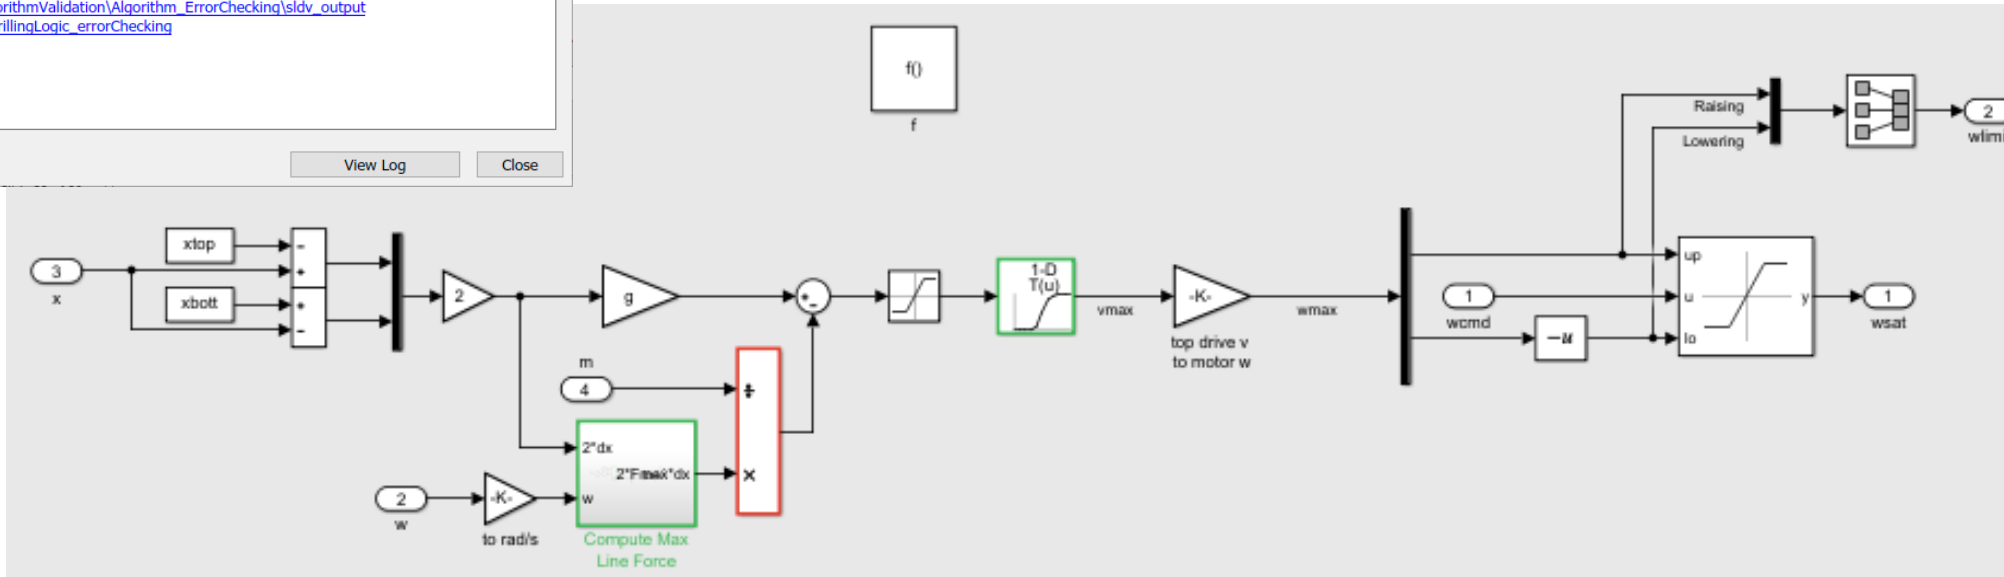 orithmValidation\Algorithm_ErrorChecking\sldv_output
rillingLogic_errorChecking
View Log
Close
f()
f
Raising
Lowering
2
wlimi
3
x
xtop
xbott
-
+
+
-
2
g
+
-
1-D
T(u)
vmax
-K-
top drive v
to motor w
wmax
1
wcmd
-u
up
u
lo
y
1
wsat
m
4
÷
×
2*dx
2*Fmax*dx
w
Compute Max
Line Force
2
w
-K-
to rad/s